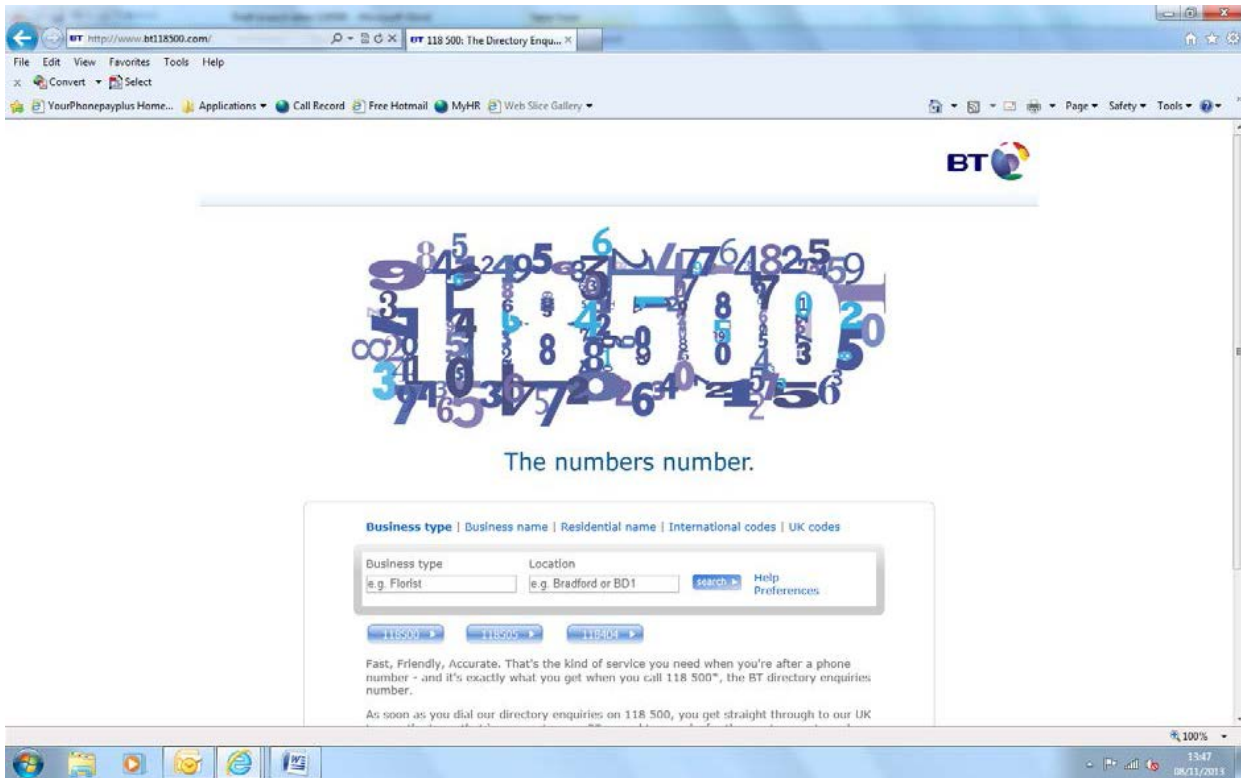 http://www.bt118500.com/
BT 118 500: The Directory Enqu...
File Edit View Favorites Tools Help
x Convert Select
YourPhonepayplus Home... Applications Call Record Free Hotmail MyHR Web Slice Gallery
Page Safety Tools
BT
118500
The numbers number.
Business type | Business name | Residential name | International codes | UK codes
Business type Location
e.g. Florist e.g. Bradford or BD1 search Help
Preferences
118500 118505 118404
Fast, Friendly, Accurate. That's the kind of service you need when you're after a phone
number - and it's exactly what you get when you call 118 500*, the BT directory enquiries
number.
As soon as you dial our directory enquiries on 118 500, you get straight through to our UK
100%
13:47
08/11/2013